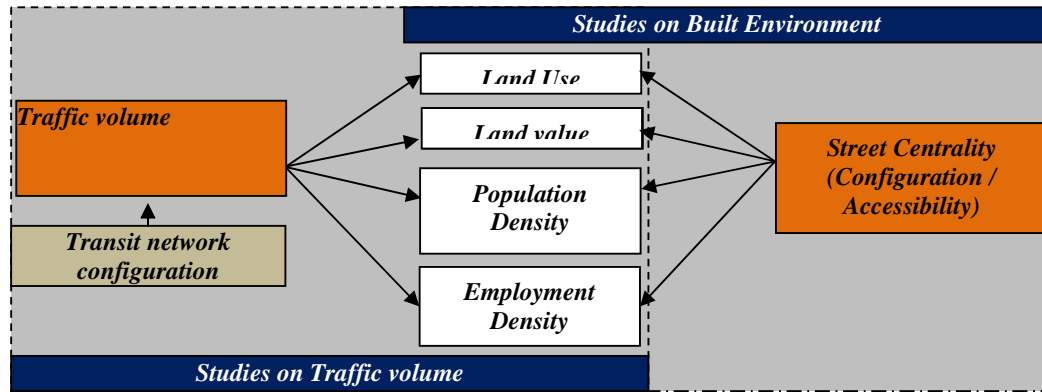 Studies on Built Environment
Land Use
Traffic volume
Land value
Street Centrality
(Configuration /
Accessibility)
Population
Density
Transit network
configuration
Employment
Density
Studies on Traffic volume